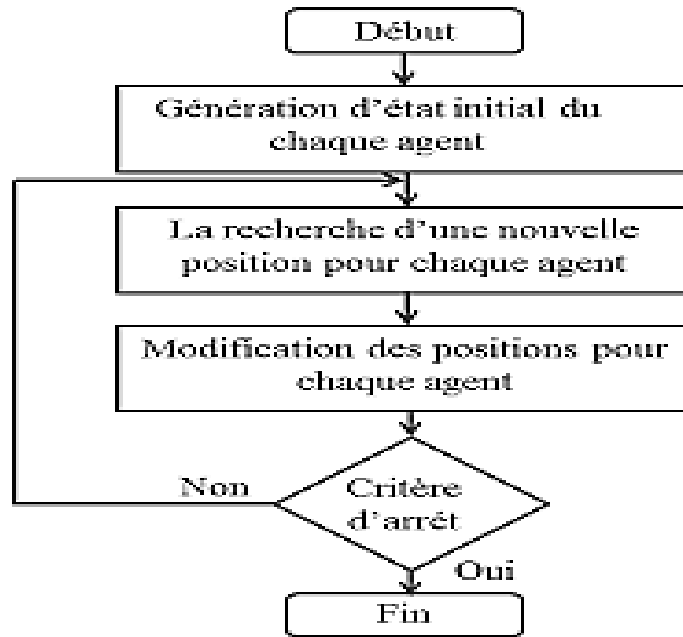 Début
Génération d'état initial du
chaque agent
La recherche d'une nouvelle
position pour chaque agent
Modification des positions pour
chaque agent
Non
Critère
d'arrét
Oui
Fin